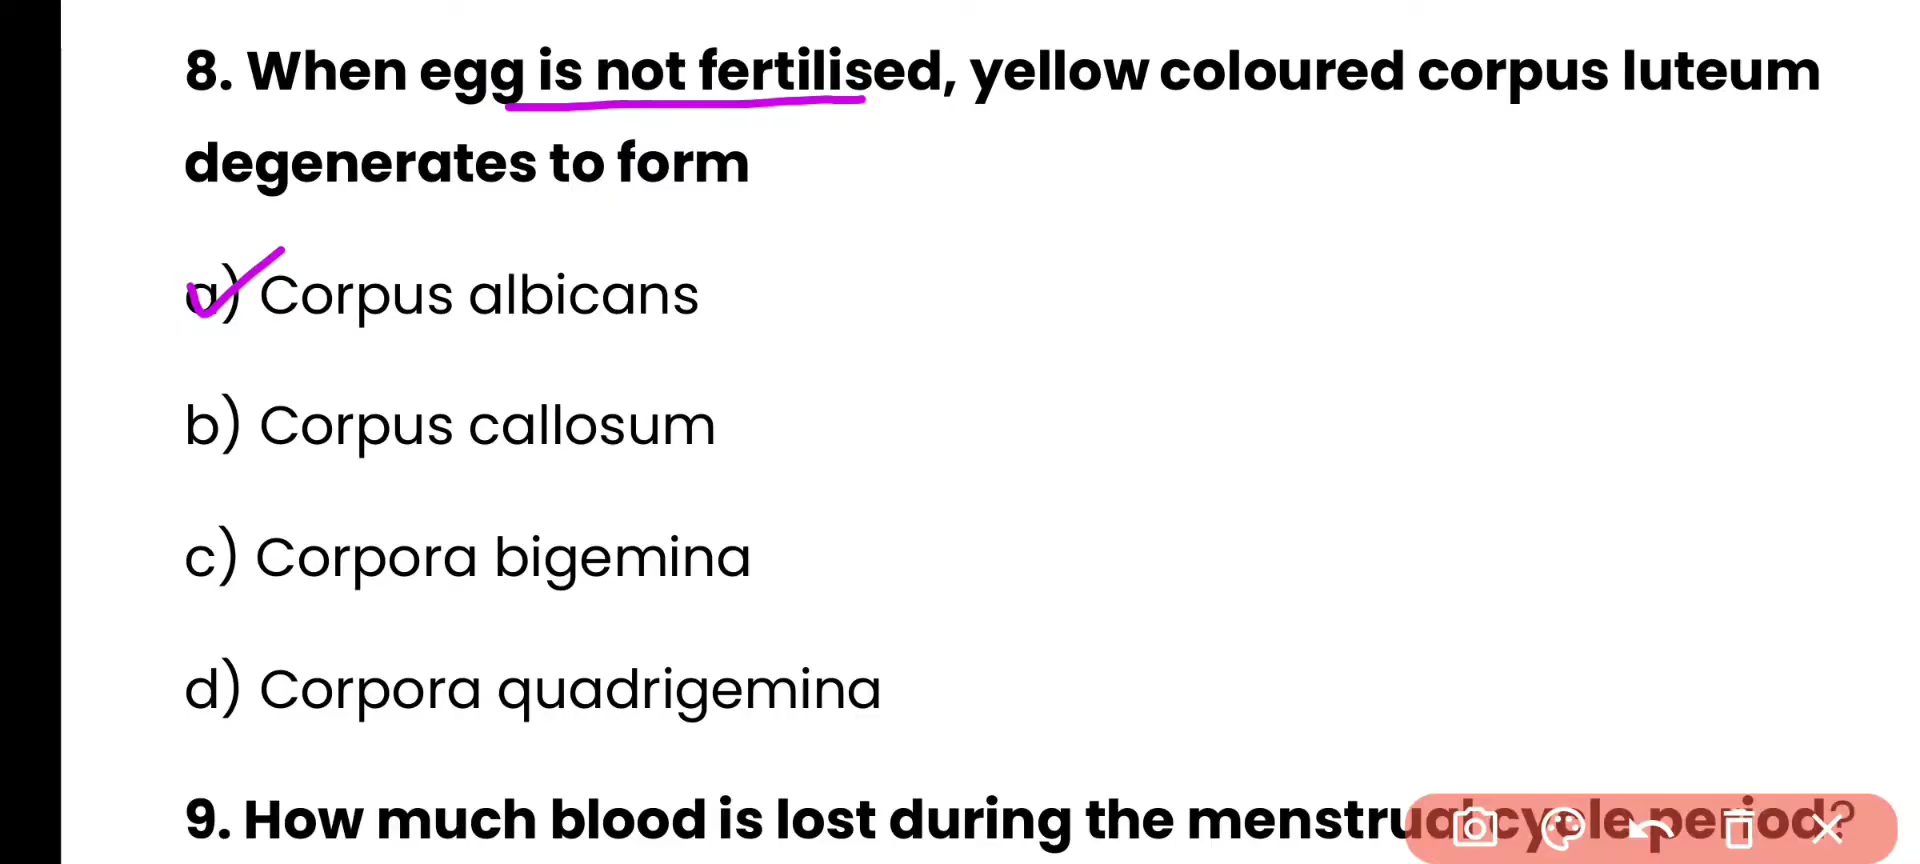 8. When egg is not fertilised, yellow coloured corpus luteum
degenerates to form
a) Corpus albicans
b) Corpus callosum
c) Corpora bigemina
d) Corpora quadrigemina
9. How much blood is lost during the menstrual cycle period?